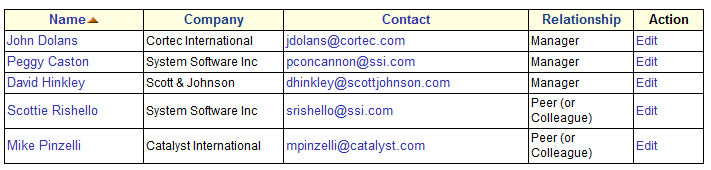 Name Company Contact Relationship Action
John Dolans Cortec International jdolans@cortec.com Manager Edit
Peggy Caston System Software Inc pconcannon@ssi.com Manager Edit
David Hinkley Scott & Johnson dhinkley@scottjohnson.com Manager Edit
Scottie Rishello System Software Inc srishello@ssi.com Peer (or Colleague) Edit
Mike Pinzelli Catalyst International mpinzelli@catalyst.com Peer (or Colleague) Edit